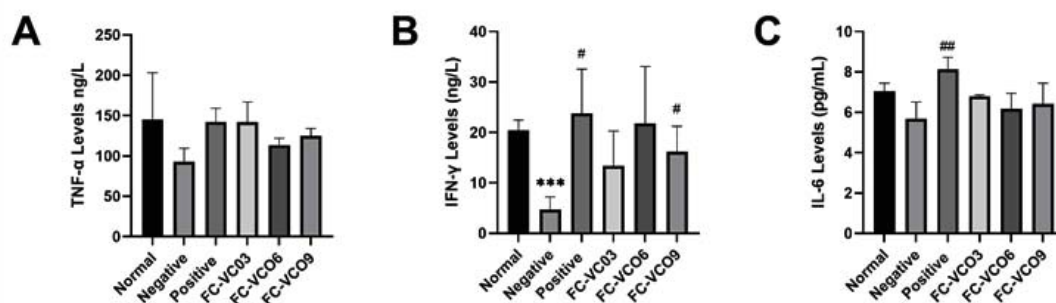 A
TNF-α Levels ng/L
250
200
150
100
50
0
Normal
Negative
Positive
FC-VC03
FC-VCO6
FC-VCO9
B
IFN-γ Levels (ng/L)
40
30
20
10
0
***
#
#
Normal
Negative
Positive
FC-VC03
FC-VCO6
FC-VCO9
C
IL-6 Levels (pg/mL)
10
8
6
4
2
0
##
Normal
Negative
Positive
FC-VCO3
FC-VCO6
FC-VCO9